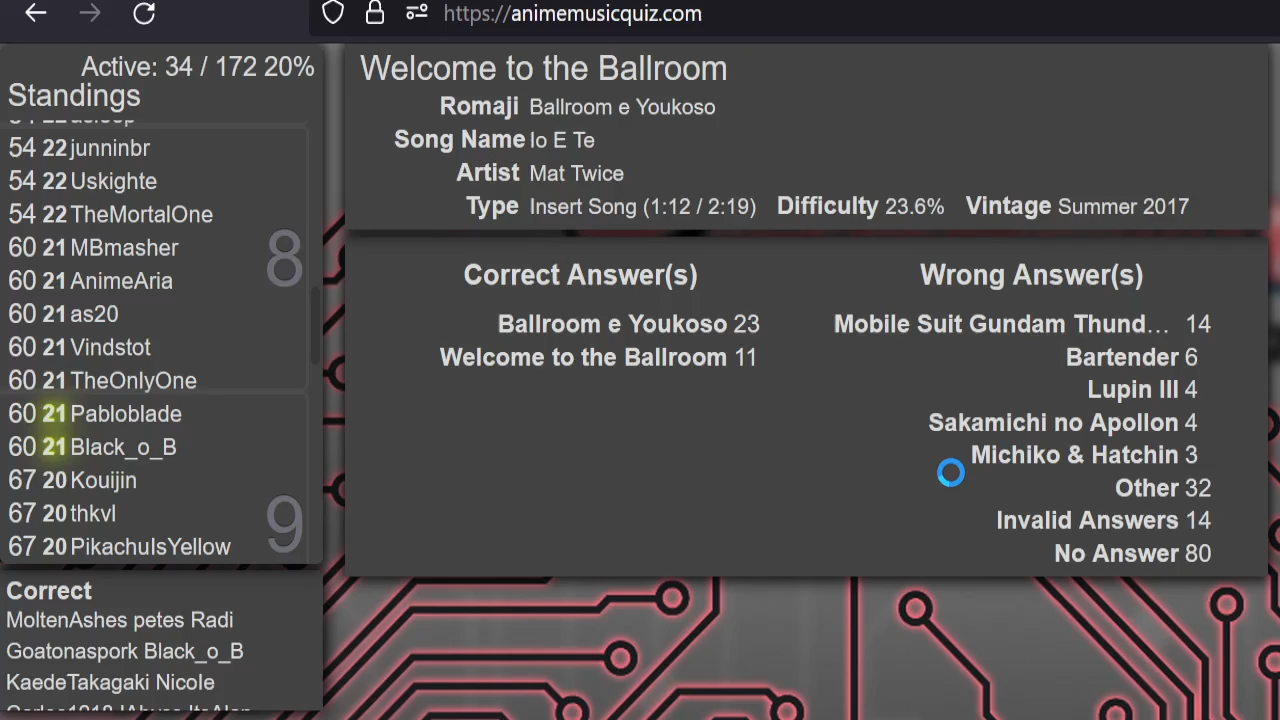 https://animemusicquiz.com
Active: 34 / 172 20%
Standings
54 22 junninbr
54 22 Uskighte
54 22 TheMortalOne
60 21 MBmasher
60 21 AnimeAria
60 21 as20
60 21 Vindstot
60 21 TheOnlyOne
8
60 21 Pabloblade
60 21 Black_o_B
67 20 Kouijin
67 20 thkvl
67 20 PikachuIsYellow
9
Correct
MoltenAshes petes Radi
Goatonaspork Black_o_B
KaedeTakagaki Nicole
Welcome to the Ballroom
Romaji Ballroom e Youkoso
Song Name Io E Te
Artist Mat Twice
Type Insert Song (1:12 / 2:19) Difficulty 23.6% Vintage Summer 2017
Correct Answer(s)
Ballroom e Youkoso 23
Welcome to the Ballroom 11
Wrong Answer(s)
Mobile Suit Gundam Thund... 14
Bartender 6
Lupin III 4
Sakamichi no Apollon 4
Michiko & Hatchin 3
Other 32
Invalid Answers 14
No Answer 80